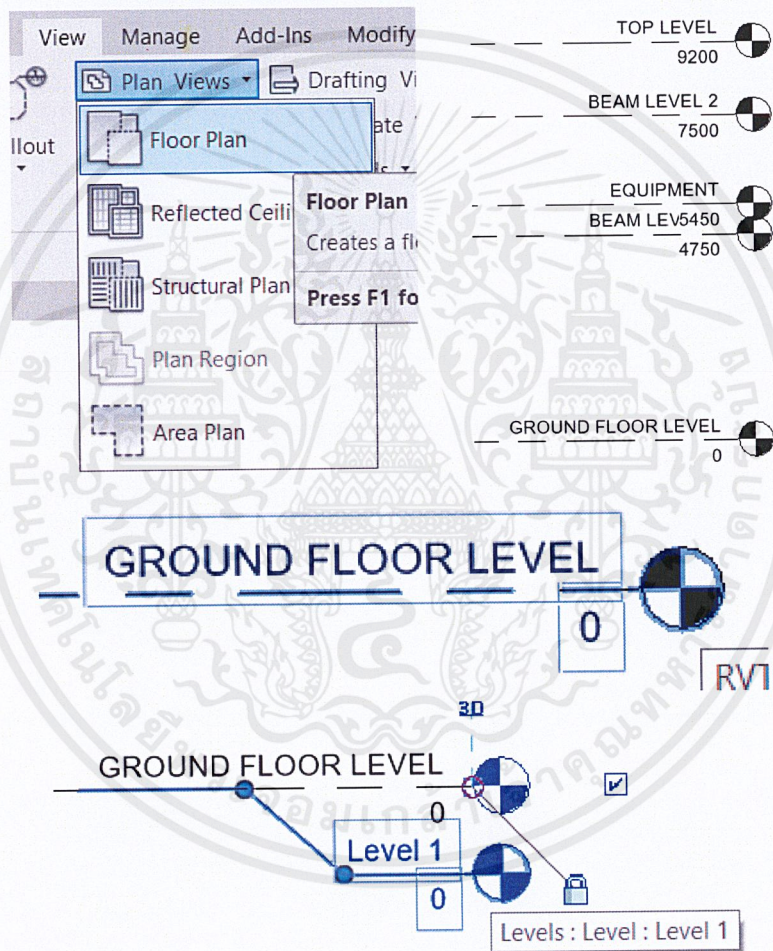 View Manage Add-Ins Modify
Plan Views Drafting Vi
llout
Floor Plan
ate
Reflected Ceili
Floor Plan
Creates a fl
Structural Plan
Press F1 fo
Plan Region
Area Plan
TOP LEVEL
9200
BEAM LEVEL 2
7500
EQUIPMENT
BEAM LEV5450
4750
GROUND FLOOR LEVEL
0
GROUND FLOOR LEVEL
0
RVT
3D
GROUND FLOOR LEVEL
0
Level 1
0
Levels : Level : Level 1